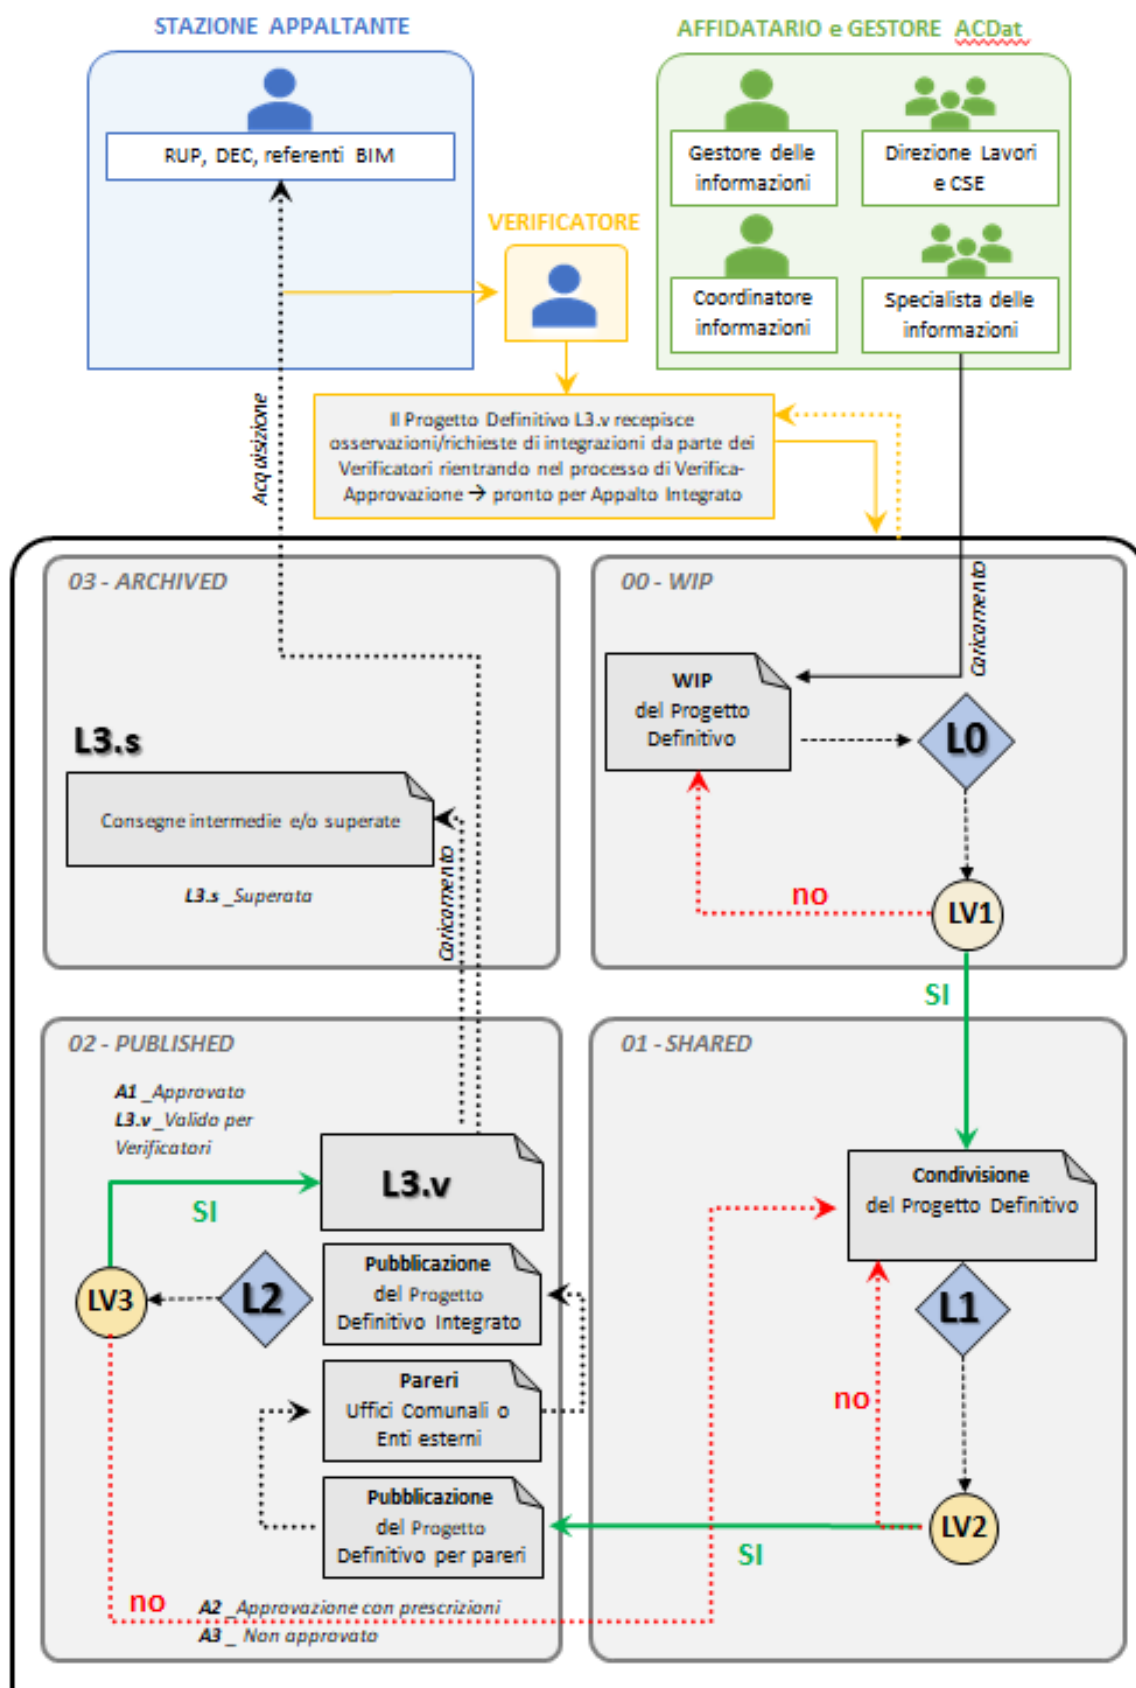 STAZIONE APPALTANTE
RUP, DEC, referenti BIM
AFFIDATARIO e GESTORE ACDat
Gestore delle
informazioni
Direzione Lavori
e CSE
Coordinatore
informazioni
Specialista delle
informazioni
VERIFICATORE
Il Progetto Definitivo L3.v recepisce
osservazioni/richieste di integrazioni da parte dei
Verificatori rientrando nel processo di Verifica-
Approvazione → pronto per Appalto Integrato
Acquisizione
03 - ARCHIVED
L3.s
Consegne intermedie e/o superate
L3.s _Superata
Caricamento
00 - WIP
Caricamento
WIP
del Progetto
Definitivo
L0
no
LV1
SI
02 - PUBLISHED
A1 _Approvato
L3.v _Valido per
Verificatori
L3.v
SI
Pubblicazione
del Progetto
Definitivo Integrato
L2
LV3
Pareri
Uffici Comunali o
Enti esterni
Pubblicazione
del Progetto
Definitivo per pareri
no
A2 _Approvazione con prescrizioni
A3 _ Non approvato
01 - SHARED
Condivisione
del Progetto Definitivo
L1
no
LV2
SI